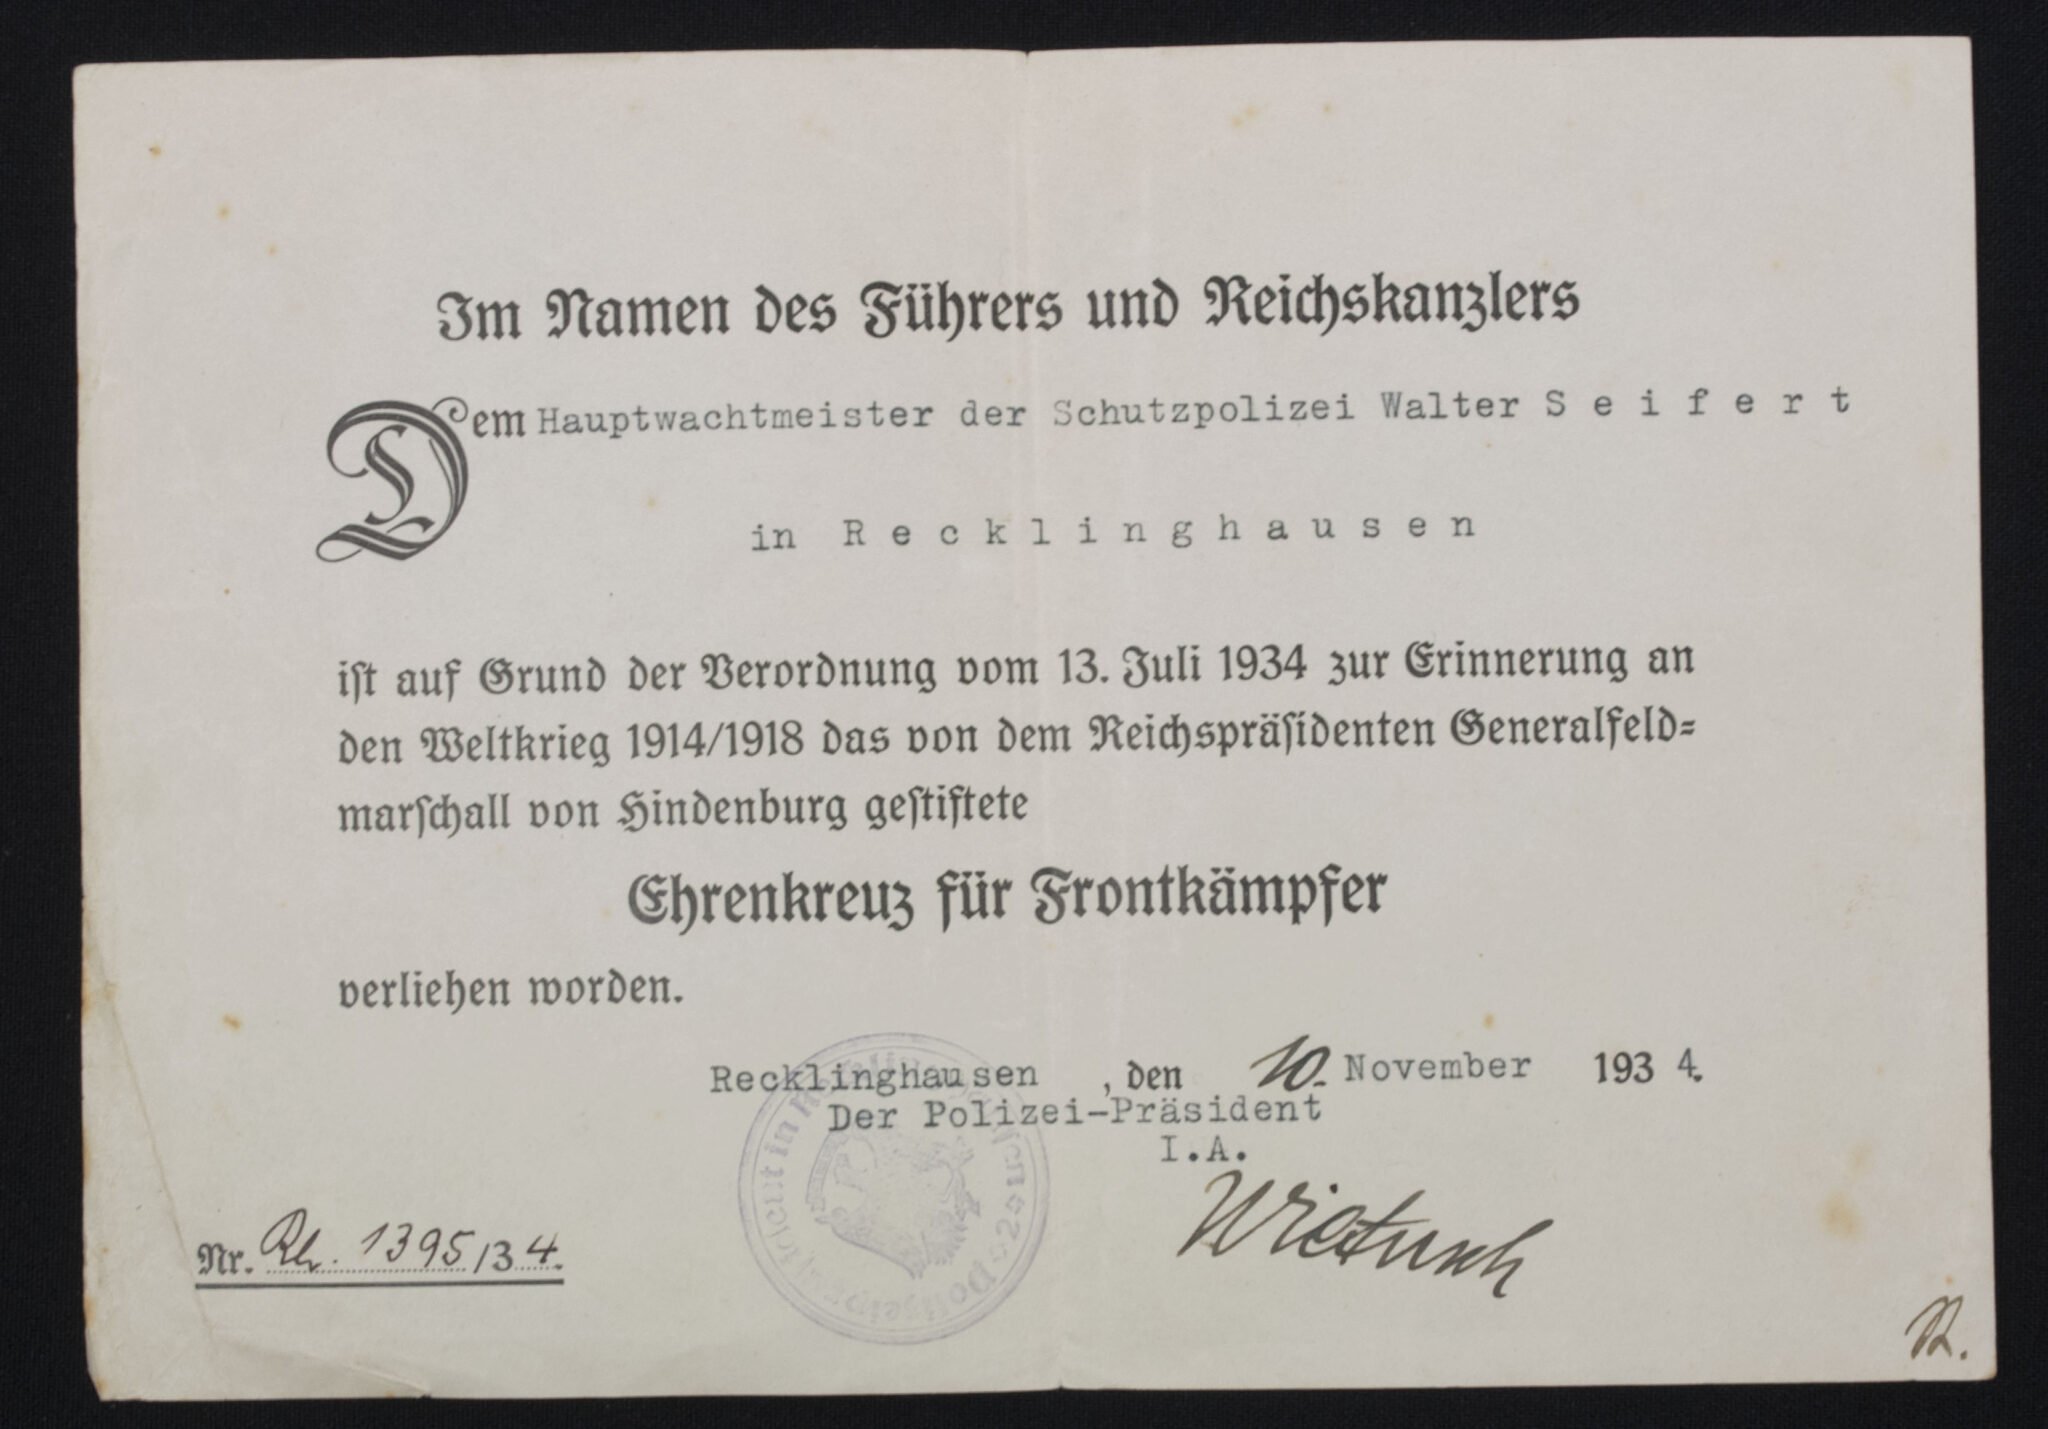 Im Namen des Führers und Reichskanzlers
Dem Hauptwachtmeister der Schutzpolizei Walter S e i f e r t
in R e c k l i n g h a u s e n
iſt auf Grund der Verordnung vom 13. Juli 1934 zur Erinnerung an
den Weltkrieg 1914/1918 das von dem Reichspräſidenten Generalfeld=
marſchall von Hindenburg geſtiftete
Ehrenkreuz für Frontkämpfer
verliehen worden.
Recklinghausen, den 10. November 1934.
Der Polizei-Präsident
I.A.
Nr. 1395/34.